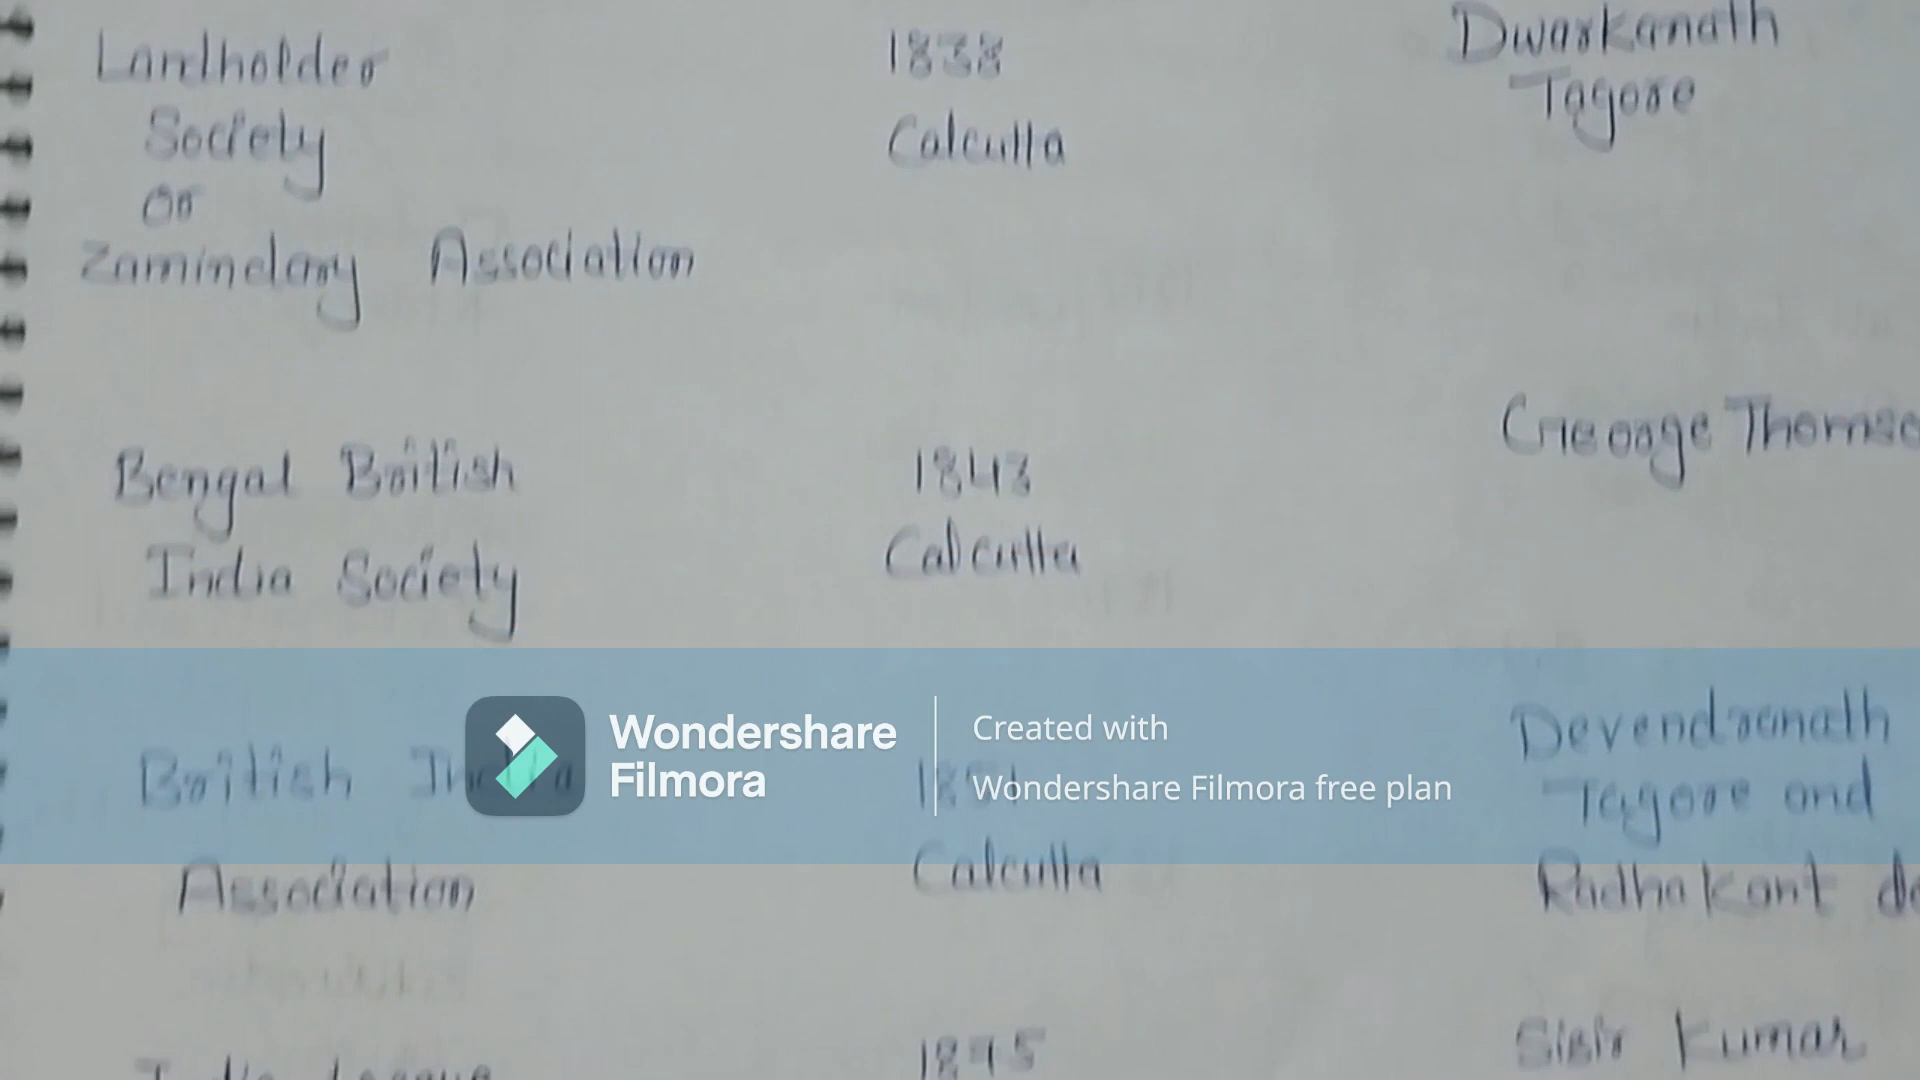 Landholder
Society
or
Zamindary Association
1838
Calcutta
Dwarkanath
Tagore
Bengal British
India Society
1843
Calcutta
George
British
Association
Calcutta
Devendranath
Tagore and
Radhakant
1875
Sisir Kumar
Wondershare
Filmora
Created with
Wondershare Filmora free plan